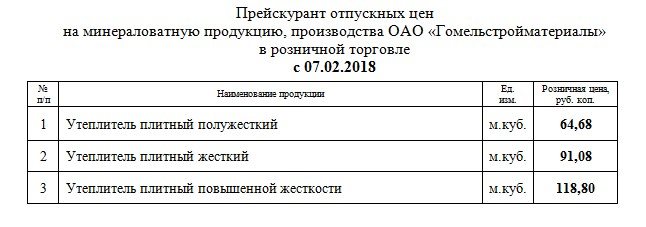 Прейскурант отпускных цен
на минераловатную продукцию, производства ОАО «Гомельстройматериалы»
в розничной торговле
с 07.02.2018
№ п/п Наименование продукции Ед. изм. Розничная цена, руб. коп.
1 Утеплитель плитный полужесткий м.куб. 64,68
2 Утеплитель плитный жесткий м.куб. 91,08
3 Утеплитель плитный повышенной жесткости м.куб. 118,80